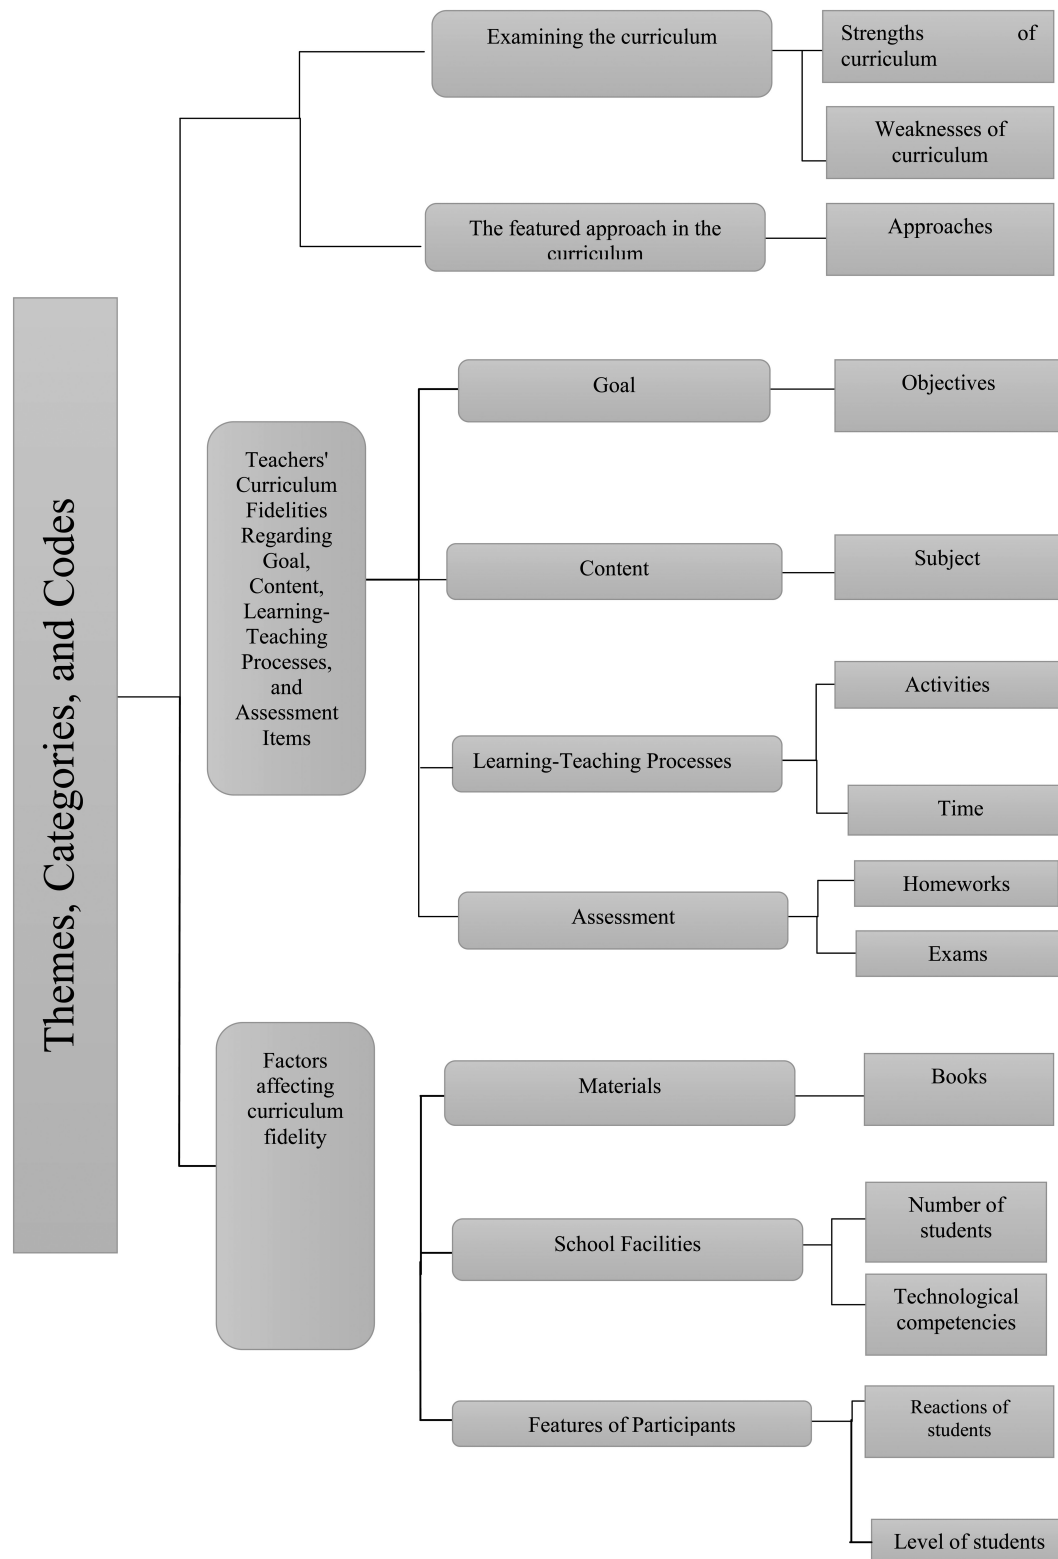 Themes, Categories, and Codes
Examining the curriculum
Strengths of
curriculum
Weaknesses of
curriculum
The featured approach in the
curriculum
Approaches
Teachers'
Curriculum
Fidelities
Regarding
Goal,
Content,
Learning-
Teaching
Processes,
and
Assessment
Items
Goal
Objectives
Content
Subject
Learning-Teaching Processes
Activities
Time
Assessment
Homeworks
Exams
Factors
affecting
curriculum
fidelity
Materials
Books
School Facilities
Number of
students
Technological
competencies
Features of Participants
Reactions of
students
Level of students